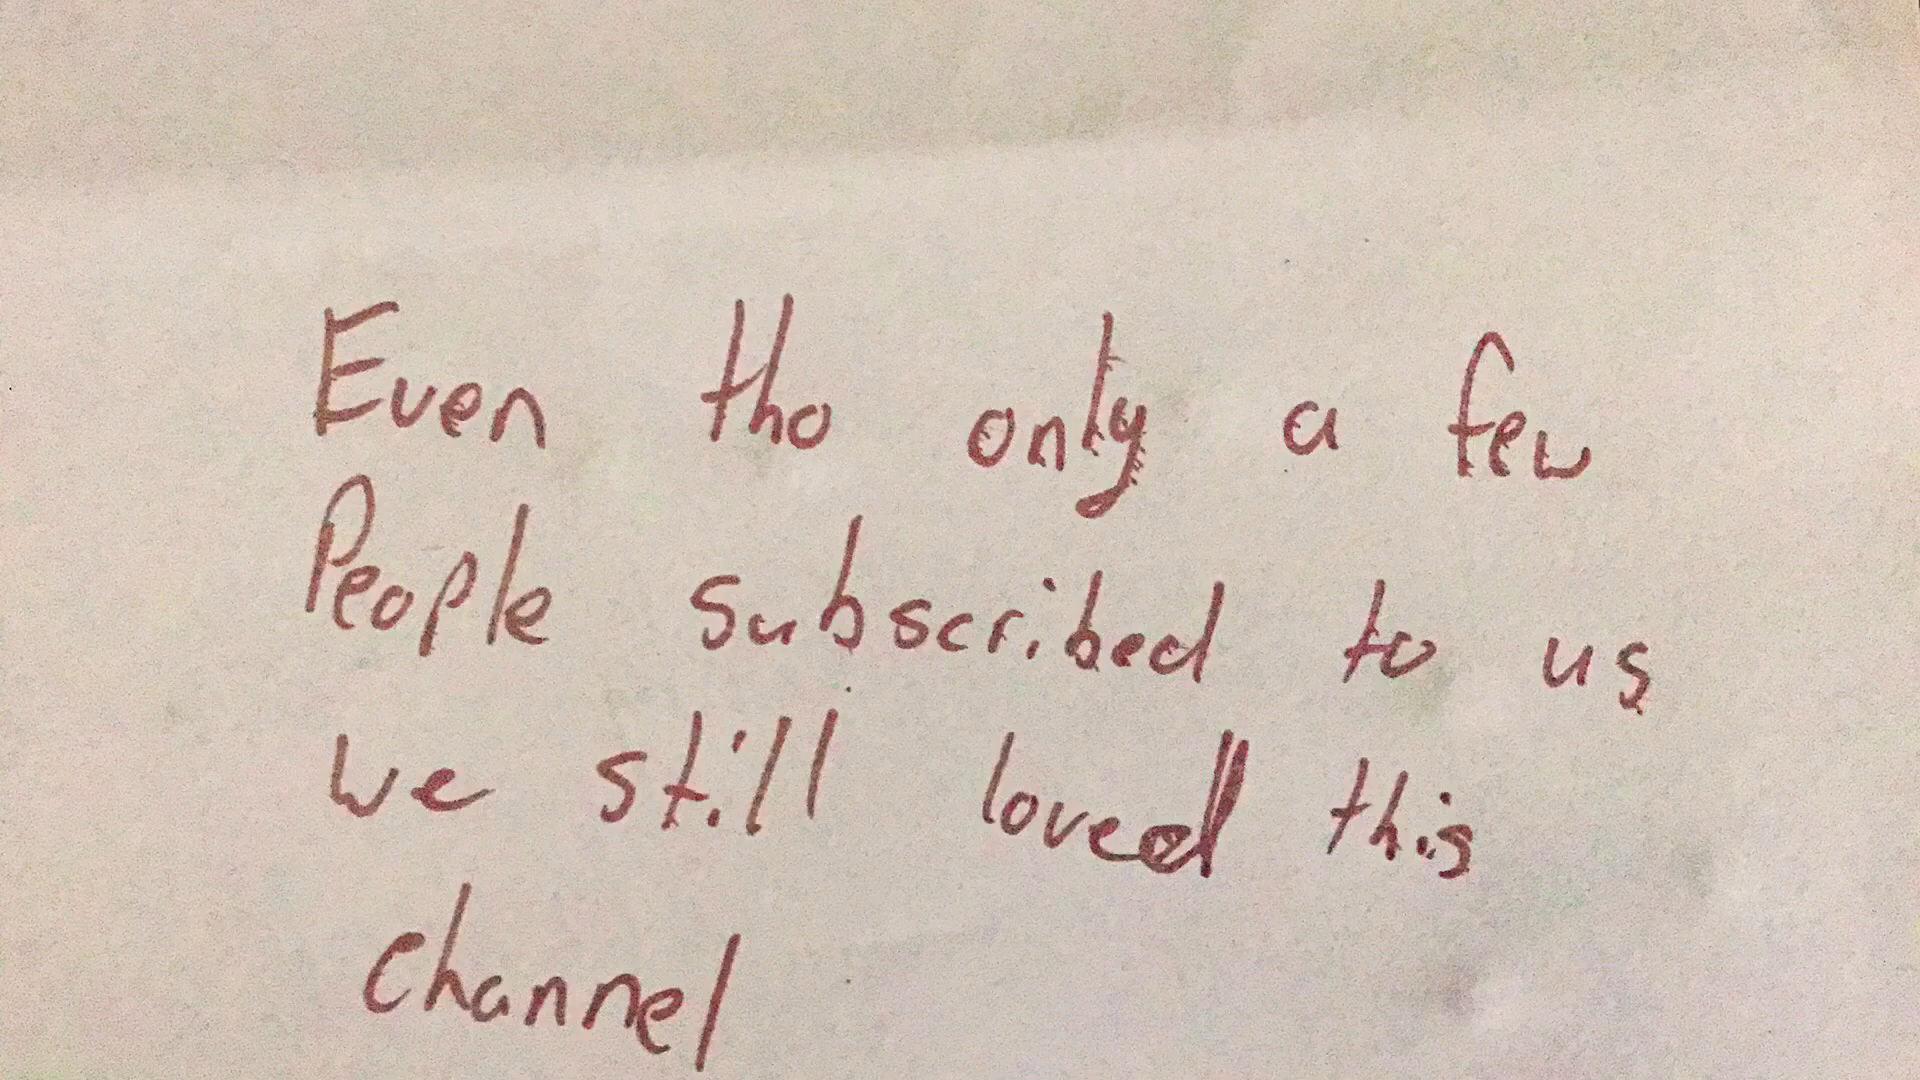 Even tho only a few
People subscribed to us
we still loved this
channel